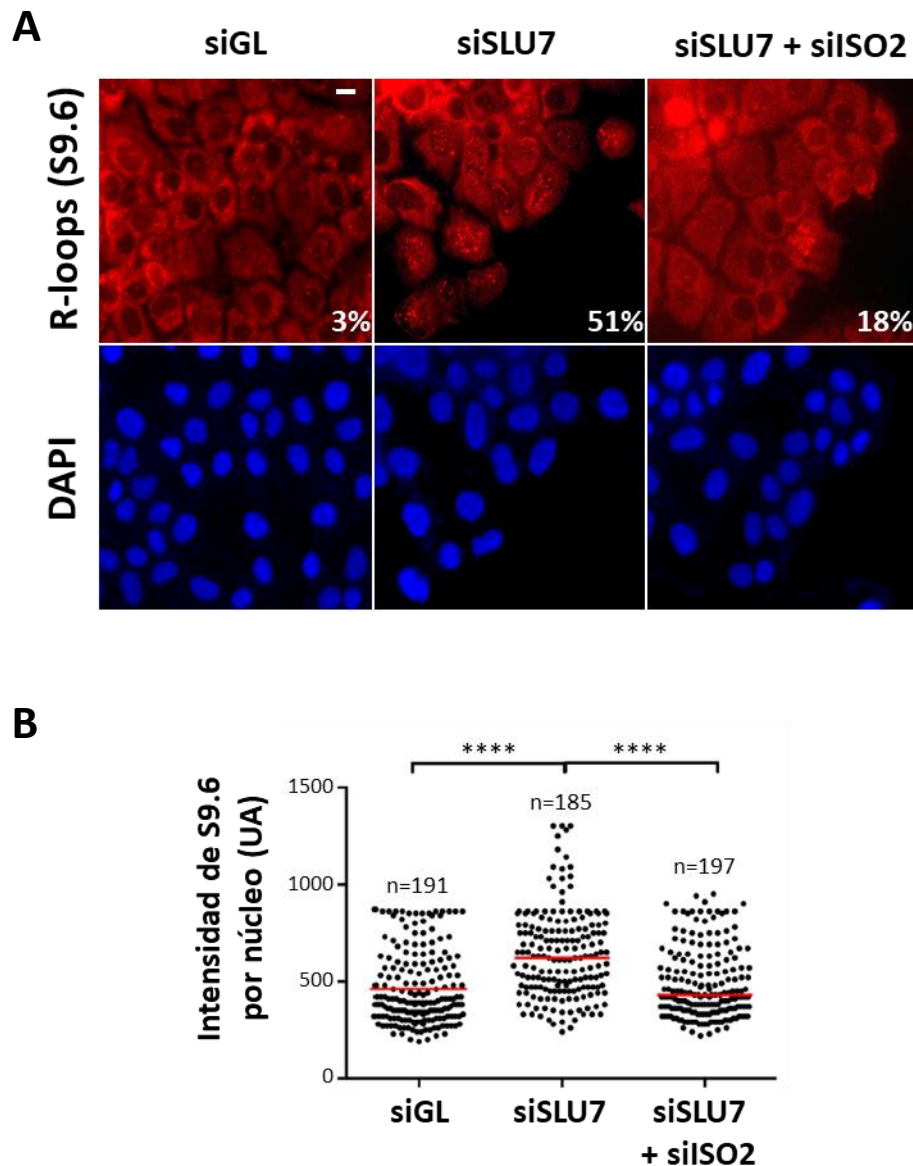 A
siGL
siSLU7
siSLU7 + siISO2
R-loops (S9.6)
3%
51%
18%
DAPI
B
**** ****
Intensidad de S9.6
por núcleo (UA)
1500
1000
500
0
n=191
n=185
n=197
siGL
siSLU7
siSLU7
+ siISO2